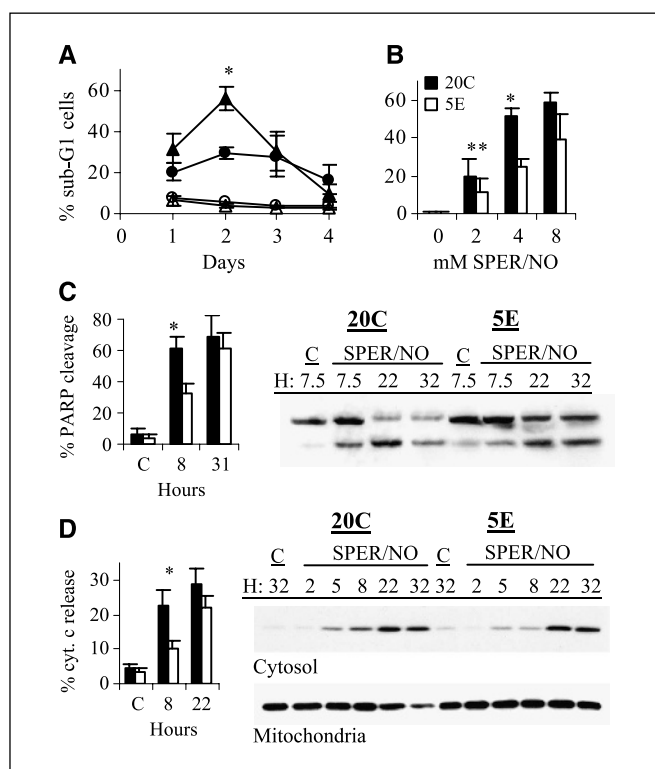 A
*
60
40
20
0
% sub-G1 cells
0 1 2 3 4
Days
B
20C
5E
60
40
20
0
** *
0 2 4 8
mM SPER/NO
C
80
60
40
20
0
% PARP cleavage
*
C 8 31
Hours
20C 5E
C SPER/NO C SPER/NO
H: 7.5 7.5 22 32 7.5 7.5 22 32
D
30
20
10
0
% cyt. c release
*
C 8 22
Hours
20C 5E
C SPER/NO C SPER/NO
H: 32 2 5 8 22 32 32 2 5 8 22 32
Cytosol
Mitochondria